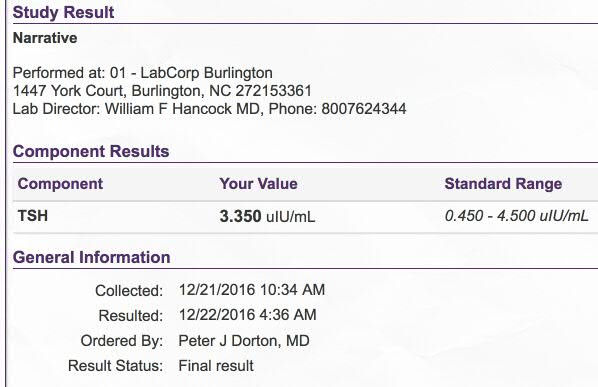 Study Result
Narrative
Performed at: 01 - LabCorp Burlington
1447 York Court, Burlington, NC 272153361
Lab Director: William F Hancock MD, Phone: 8007624344
Component Results
Component Your Value Standard Range
TSH 3.350 uIU/mL 0.450 - 4.500 uIU/mL
General Information
Collected: 12/21/2016 10:34 AM
Resulted: 12/22/2016 4:36 AM
Ordered By: Peter J Dorton, MD
Result Status: Final result